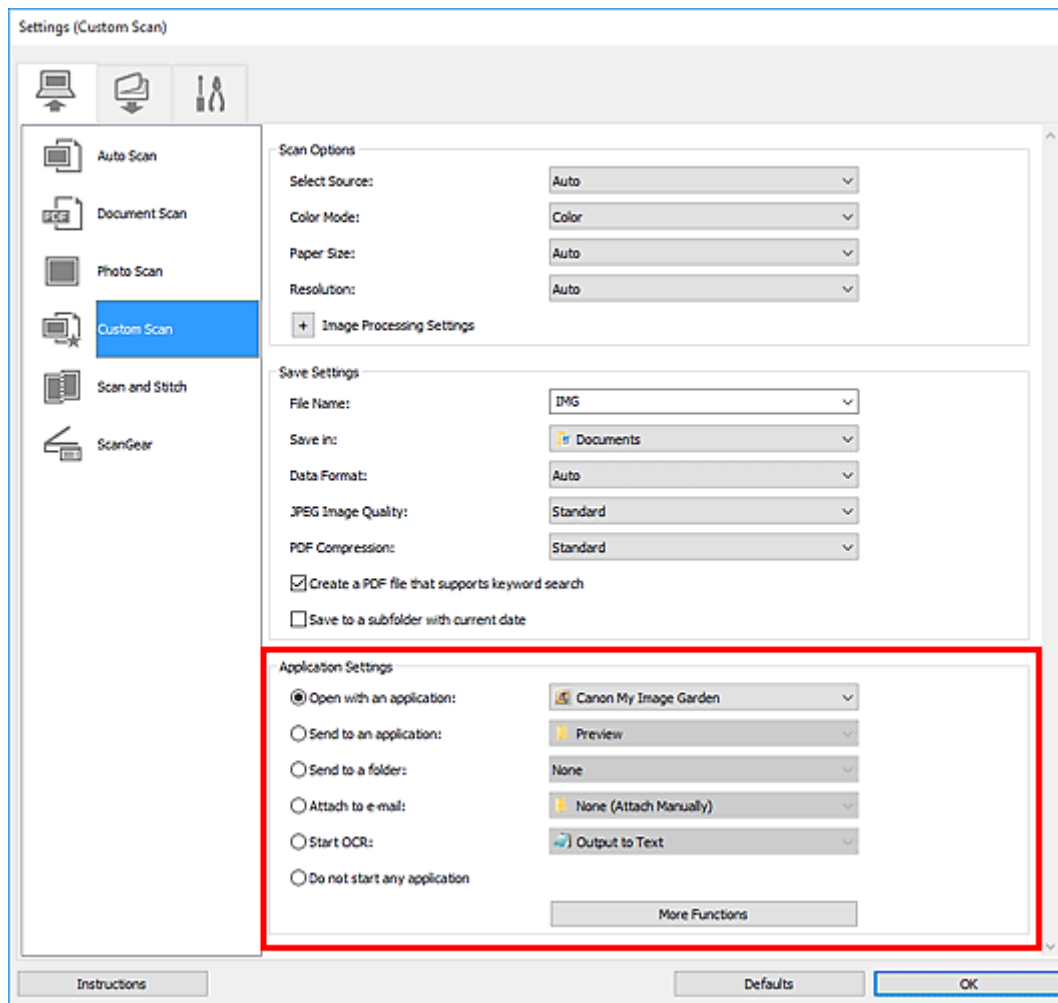 Settings (Custom Scan)
Auto Scan
Document Scan
Photo Scan
Custom Scan
Scan and Stitch
ScanGear
Scan Options
Select Source: Auto
Color Mode: Color
Paper Size: Auto
Resolution: Auto
+ Image Processing Settings
Save Settings
File Name: IMG
Save in: Documents
Data Format: Auto
JPEG Image Quality: Standard
PDF Compression: Standard
Create a PDF file that supports keyword search
Save to a subfolder with current date
Application Settings
Open with an application: Canon My Image Garden
Send to an application: Preview
Send to a folder: None
Attach to e-mail: None (Attach Manually)
Start OCR: Output to Text
Do not start any application
More Functions
Instructions Defaults OK